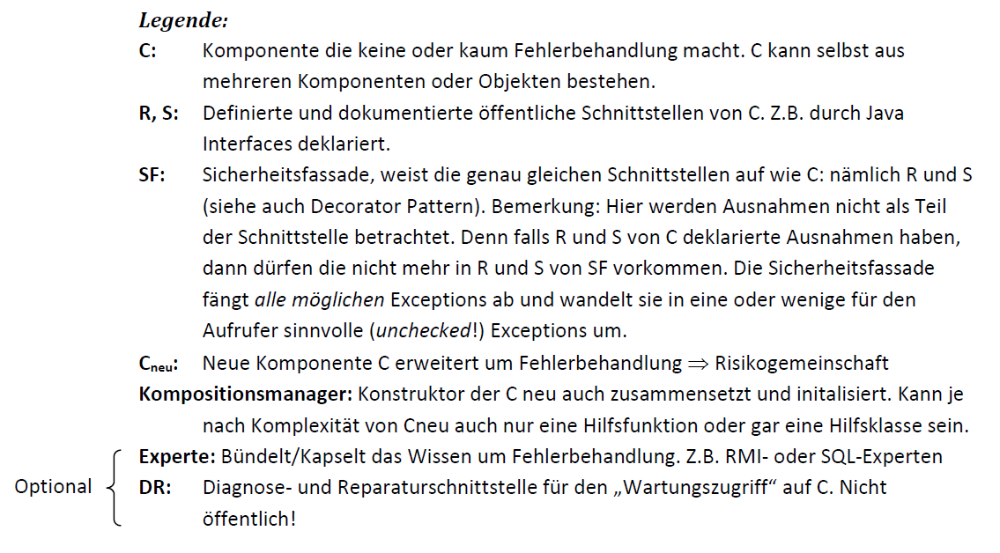 Legende:
C: Komponente die keine oder kaum Fehlerbehandlung macht. C kann selbst aus
mehreren Komponenten oder Objekten bestehen.
R, S: Definierte und dokumentierte öffentliche Schnittstellen von C. Z.B. durch Java
Interfaces deklariert.
SF: Sicherheitsfassade, weist die genau gleichen Schnittstellen auf wie C: nämlich R und S
(siehe auch Decorator Pattern). Bemerkung: Hier werden Ausnahmen nicht als Teil
der Schnittstelle betrachtet. Denn falls R und S von C deklarierte Ausnahmen haben,
dann dürfen die nicht mehr in R und S von SF vorkommen. Die Sicherheitsfassade
fängt alle möglichen Exceptions ab und wandelt sie in eine oder wenige für den
Aufrufer sinnvolle (unchecked!) Exceptions um.
Cneu: Neue Komponente C erweitert um Fehlerbehandlung ⇒ Risikogemeinschaft
Kompositionsmanager: Konstruktor der C neu auch zusammensetzt und initalisiert. Kann je
nach Komplexität von Cneu auch nur eine Hilfsfunktion oder gar eine Hilfsklasse sein.
Experte: Bündelt/Kapselt das Wissen um Fehlerbehandlung. Z.B. RMI- oder SQL-Experten
Optional
DR: Diagnose- und Reparaturschnittstelle für den „Wartungszugriff“ auf C. Nicht
öffentlich!